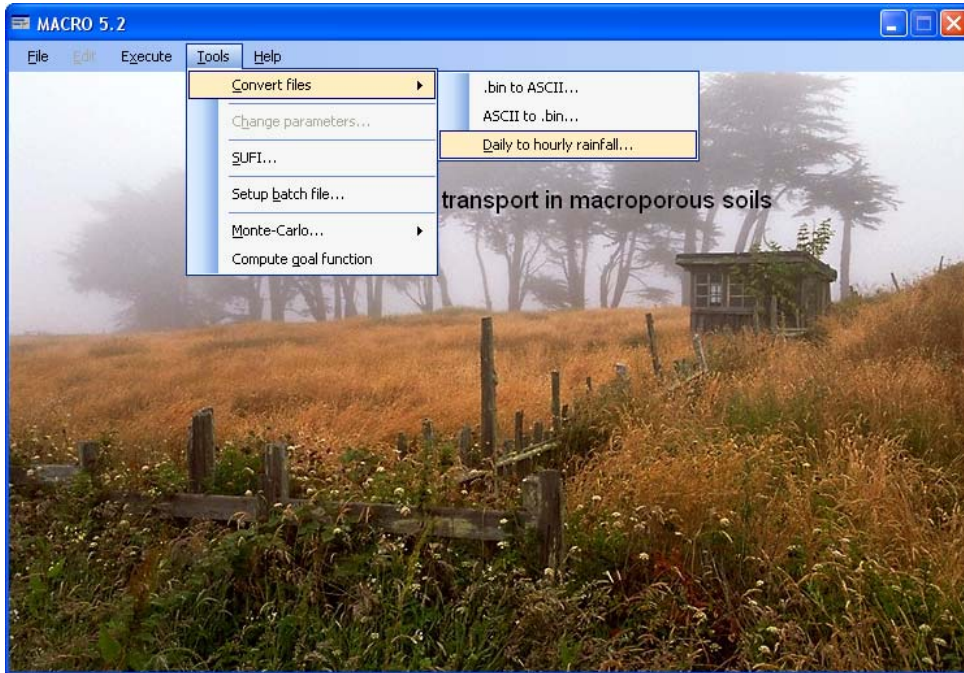 MACRO 5.2
File Edit Execute Tools Help
Convert files
Change parameters...
SUFI...
Setup batch file...
Monte-Carlo...
Compute goal function
.bin to ASCII...
ASCII to .bin...
Daily to hourly rainfall...
transport in macroporous soils